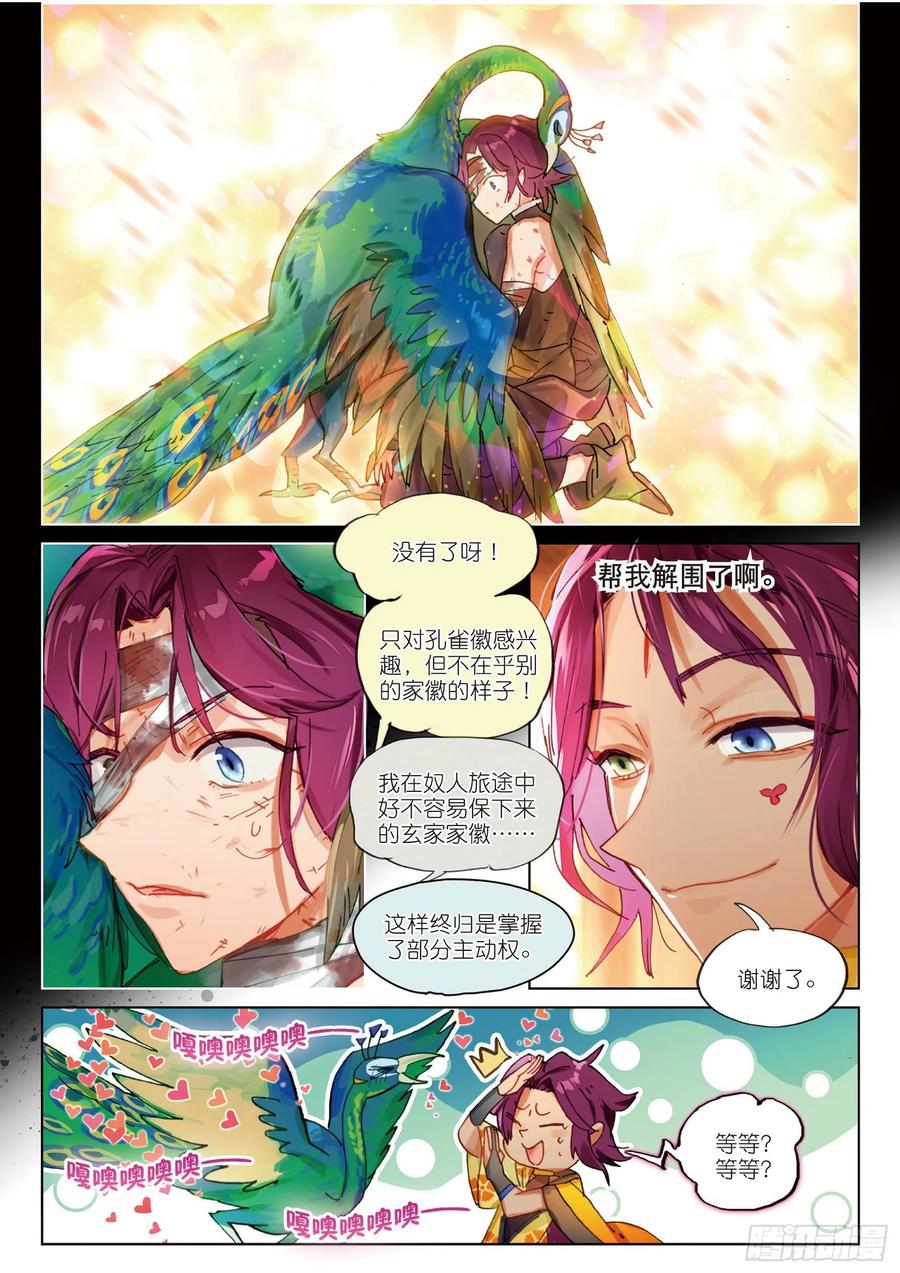 没有了呀！
只对孔雀徽感兴
趣，但不在乎别
的家徽的样子！
我在奴人旅途中
好不容易保下来
的玄家家徽……
这样终归是掌握
了部分主动权。
帮我解围了啊。
谢谢了。
嘎噢噢噢噢——
嘎噢噢噢噢——
嘎噢噢噢噢——
等等？
等等？
腾讯动漫